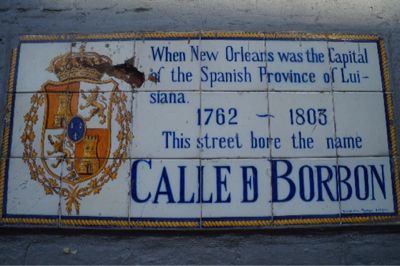 When New Orleans was the Capital
of the Spanish Province of Lui-
siana.
1762 ~ 1803
This street bore the name
CALLE D BORBON